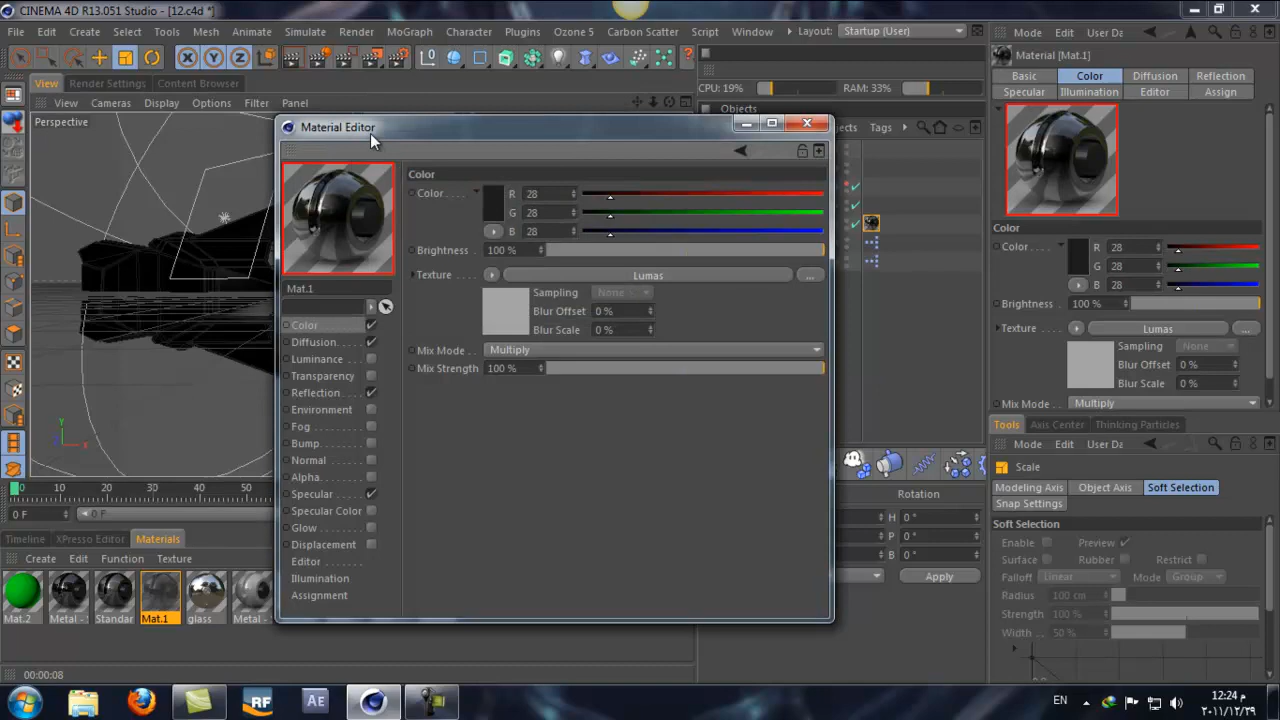 CINEMA 4D R13.051 Studio - [12.c4d *]
File Edit Create Select Tools Mesh Animate Simulate Render MoGraph Character Plugins Ozone 5 Carbon Scatter Script Window Layout: Startup (User)
View Render Settings Content Browser
View Cameras Display Options Filter Panel
Perspective
CPU: 19% RAM: 33%
Objects
Tags
Material Editor
Color
Color R 28
G 28
B 28
Brightness 100 %
Texture Lumas ...
Sampling None
Blur Offset 0 %
Blur Scale 0 %
Mix Mode Multiply
Mix Strength 100 %
Mat.1
Color
Diffusion
Luminance
Transparency
Reflection
Environment
Fog
Bump
Normal
Alpha
Specular
Specular Color
Glow
Displacement
Editor
Illumination
Assignment
Mode Edit User Da
Material [Mat.1]
Basic Color Diffusion Reflection
Specular Illumination Editor Assign
Color
Color R 28
G 28
B 28
Brightness 100 %
Texture Lumas ...
Sampling None
Blur Offset 0 %
Blur Scale 0 %
Mix Mode Multiply
Tools Axis Center Thinking Particles
Mode Edit User Da
Scale
Modeling Axis Object Axis Soft Selection
Snap Settings
Soft Selection
Enable Preview
Surface Rubber Restrict
Falloff Linear Mode Group
Radius 100 cm
Strength 100 %
Width 50 %
Rotation
H 0 °
P 0 °
B 0 °
Apply
0 10 20 30 40 50
0 F 0 F
Timeline XPresso Editor Materials
Create Edit Function Texture
Mat.2 Metal - Standar Mat.1 glass Metal -
00:00:08
RF Ae
EN
12:24 م
٢٠١١/١٢/٢٩